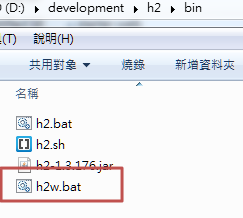 (D:) ▸ development ▸ h2 ▸ bin
(T) 說明(H)
共用對象 ▼ 燒錄 新增資料夾
名稱
h2.bat
h2.sh
h2-1.3.176.jar
h2w.bat